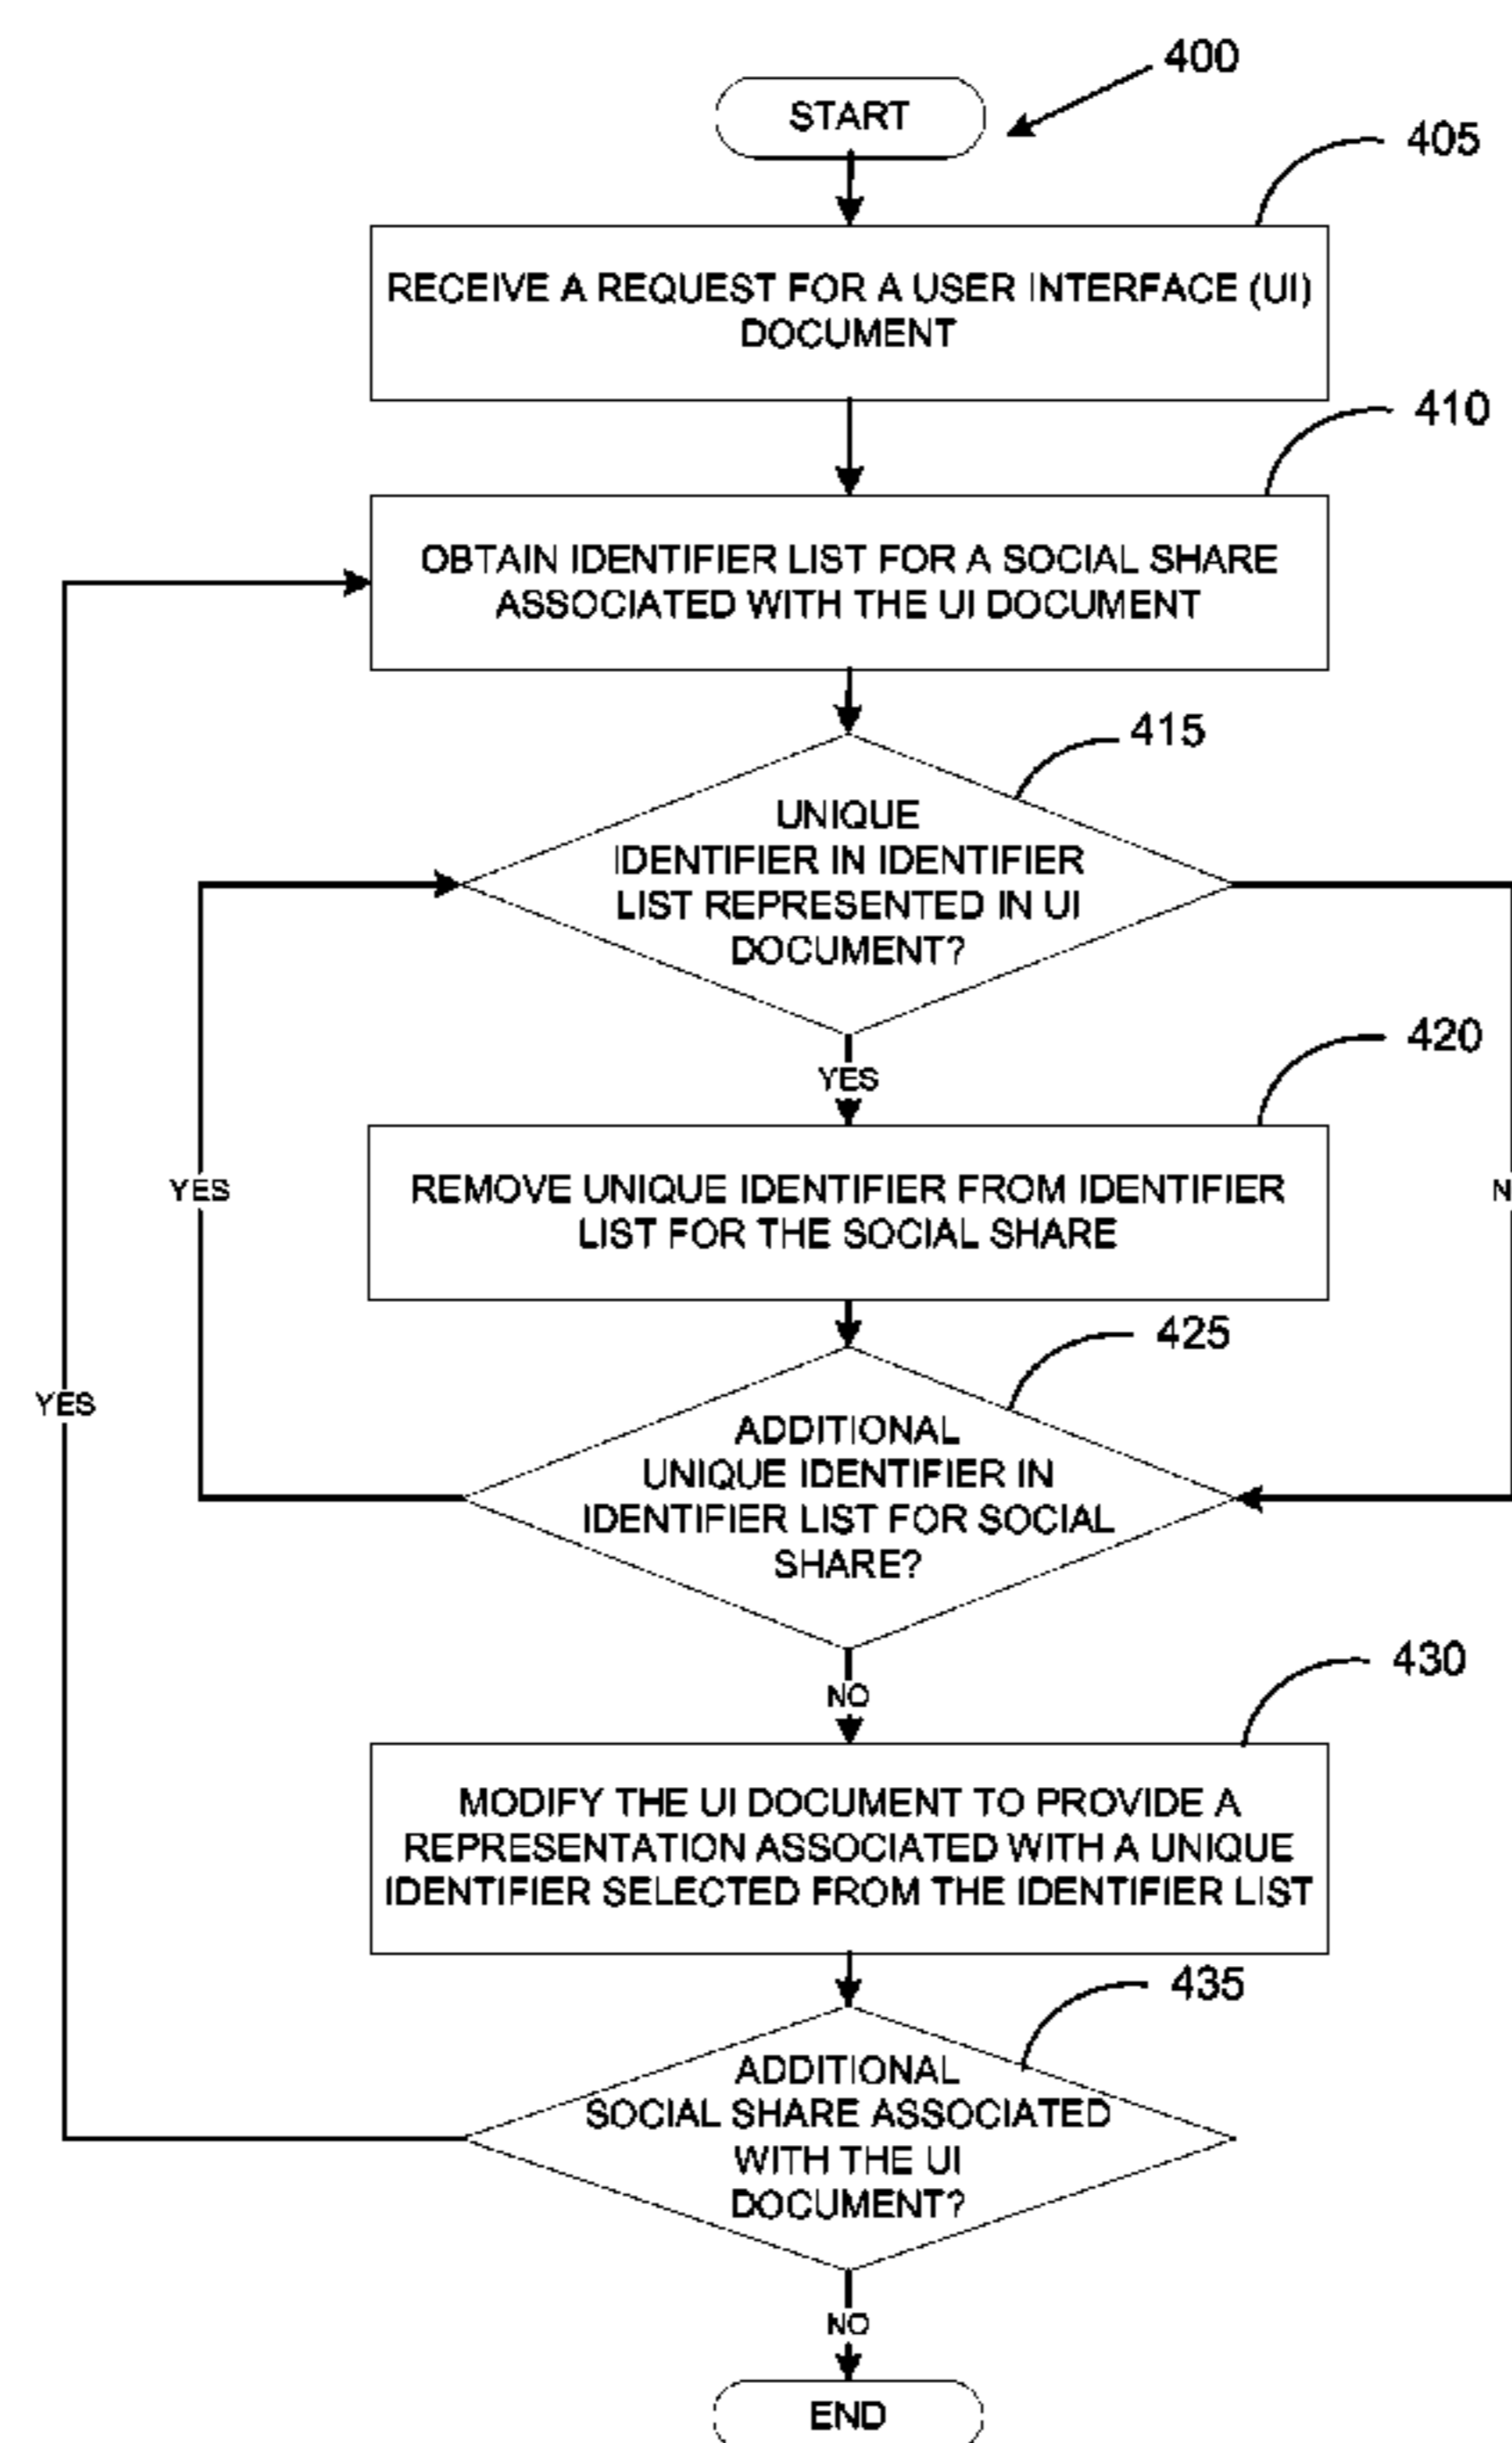 400
START
405
RECEIVE A REQUEST FOR A USER INTERFACE (UI)
DOCUMENT
410
OBTAIN IDENTIFIER LIST FOR A SOCIAL SHARE
ASSOCIATED WITH THE UI DOCUMENT
415
UNIQUE
IDENTIFIER IN IDENTIFIER
LIST REPRESENTED IN UI
DOCUMENT?
420
YES
YES
REMOVE UNIQUE IDENTIFIER FROM IDENTIFIER
LIST FOR THE SOCIAL SHARE
425
YES
ADDITIONAL
UNIQUE IDENTIFIER IN
IDENTIFIER LIST FOR SOCIAL
SHARE?
430
NO
MODIFY THE UI DOCUMENT TO PROVIDE A
REPRESENTATION ASSOCIATED WITH A UNIQUE
IDENTIFIER SELECTED FROM THE IDENTIFIER LIST
435
ADDITIONAL
SOCIAL SHARE ASSOCIATED
WITH THE UI
DOCUMENT?
NO
END